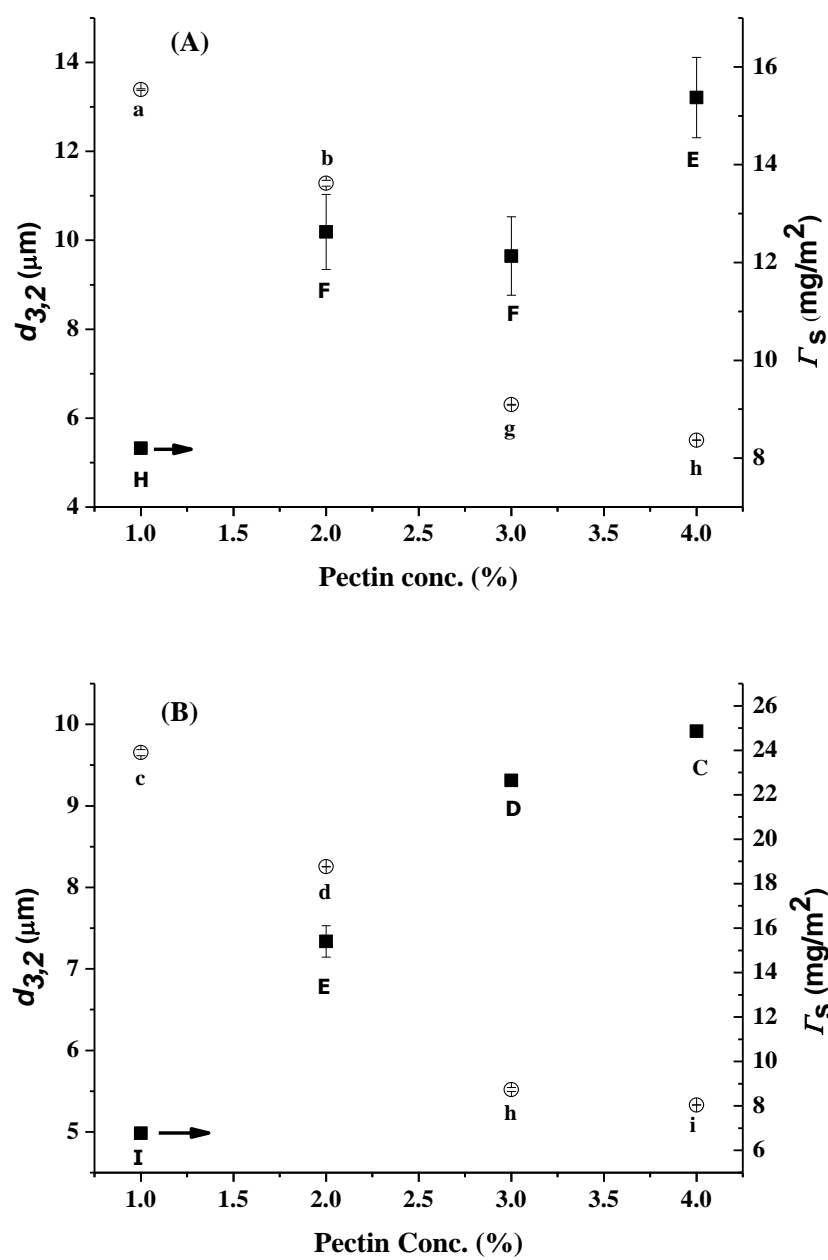 (A)
14
12
10
8
6
4
16
14
12
10
8
a
b
g
h
H
F
F
E
d3,2 (μm)
Γs (mg/m2)
1.0 1.5 2.0 2.5 3.0 3.5 4.0
Pectin conc. (%)
(B)
10
9
8
7
6
5
26
24
22
20
18
16
14
12
10
8
6
c
d
h
i
I
E
D
C
d3,2 (μm)
Γs (mg/m2)
1.0 1.5 2.0 2.5 3.0 3.5 4.0
Pectin Conc. (%)